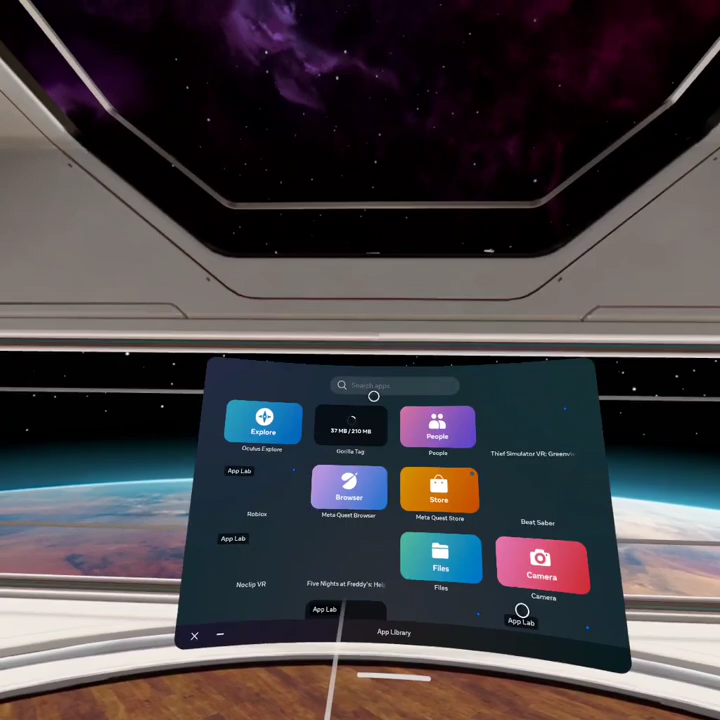 Search apps
Explore
Oculus Explore
37 MB / 210 MB
Gorilla Tag
People
People
Thief Simulator VR: Greenvi
App Lab
Roblox
Browser
Meta Quest Browser
Store
Meta Quest Store
Beat Saber
App Lab
Noclip VR
Five Nights at Freddy's: Hel
Files
Files
Camera
Camera
App Lab
App Lab
App Library